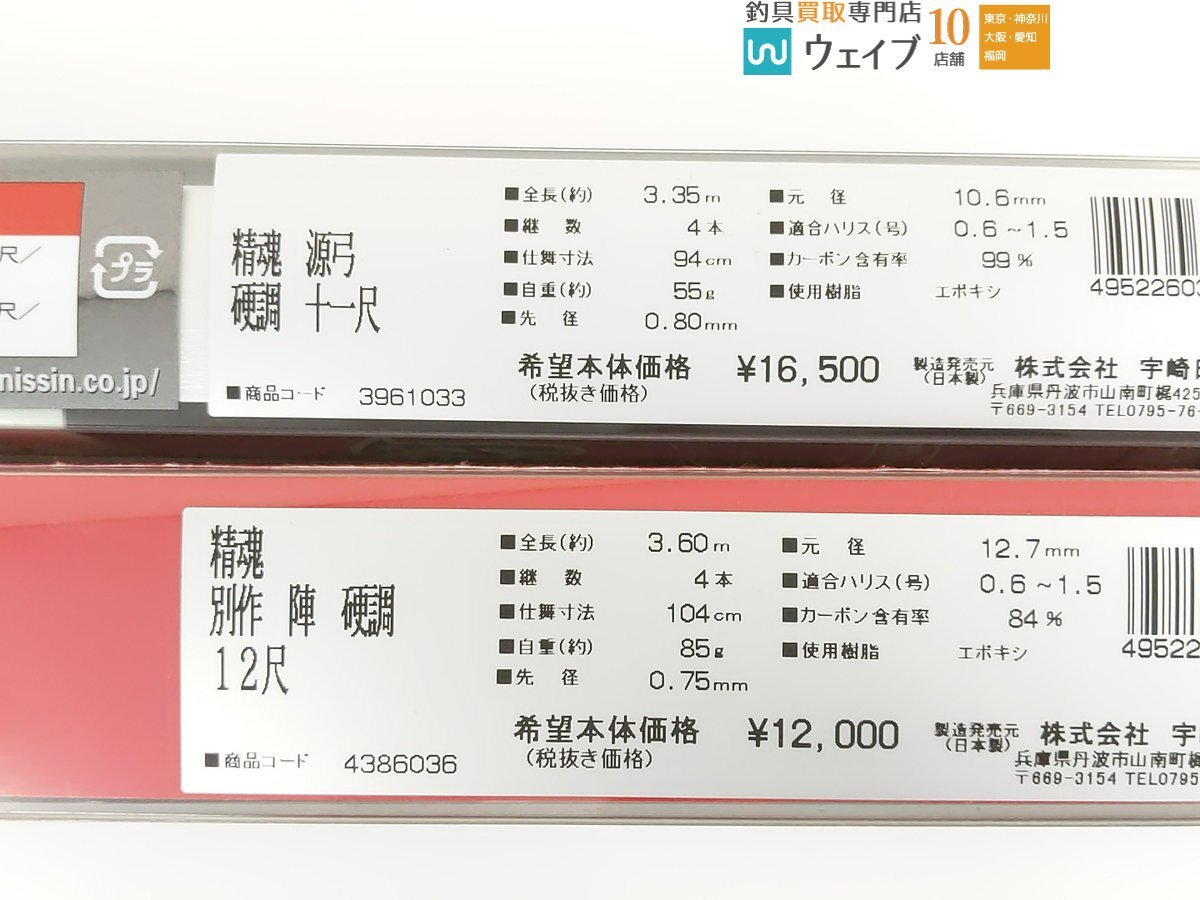 釣具買取専門店
ウェイブ
10
店舗
東京・神奈川
大阪・愛知
福岡
尺/
尺/
プラ
nissin.co.jp/
精魂 源弓
硬調 十一尺
■商品コード 3961033
■全長(約) 3.35m
■継 数 4本
■仕舞寸法 94cm
■自重(約) 55g
■先 径 0.80mm
■元 径 10.6mm
■適合ハリス(号) 0.6~1.5
■カーボン含有率 99%
■使用樹脂 エポキシ
希望本体価格 ¥16,500
(税抜き価格)
製造発売元
(日本製)
株式会社 宇崎日
兵庫県丹波市山南町梶425
〒669-3154 TEL0795-76-
4952260
精魂
別作 陣 硬調
12尺
■商品コード 4386036
■全長(約) 3.60m
■継 数 4本
■仕舞寸法 104cm
■自重(約) 85g
■先 径 0.75mm
■元 径 12.7mm
■適合ハリス(号) 0.6~1.5
■カーボン含有率 84%
■使用樹脂 エポキシ
希望本体価格 ¥12,000
(税抜き価格)
製造発売元
(日本製)
株式会社 宇
兵庫県丹波市山南町梶
〒669-3154 TEL0795
49522